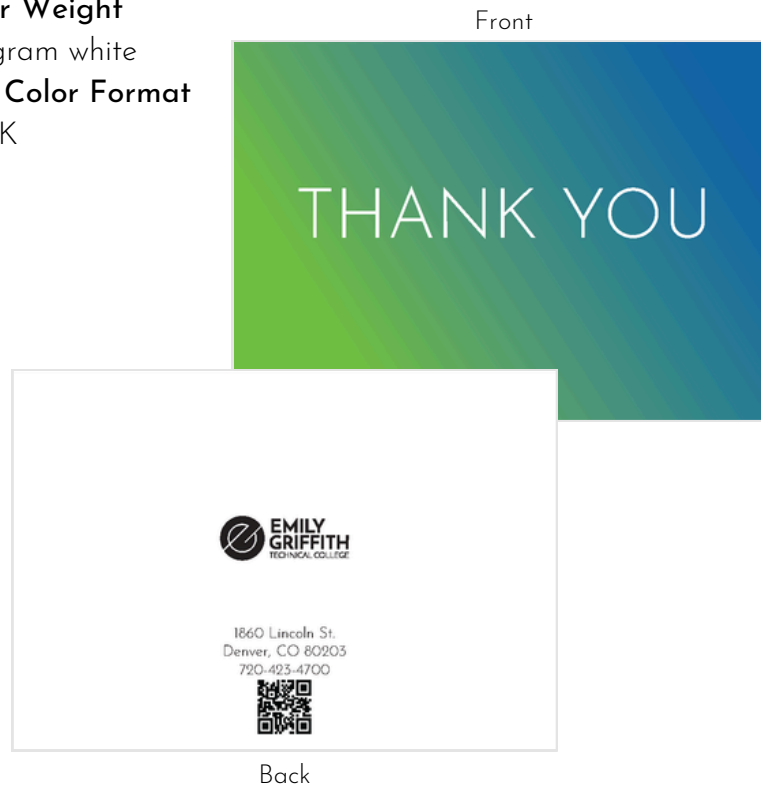 r Weight
gram white
Color Format
K
Front
THANK YOU
EMILY
GRIFFITH
TECHNICAL COLLEGE
1860 Lincoln St.
Denver, CO 80203
720-423-4700
Back